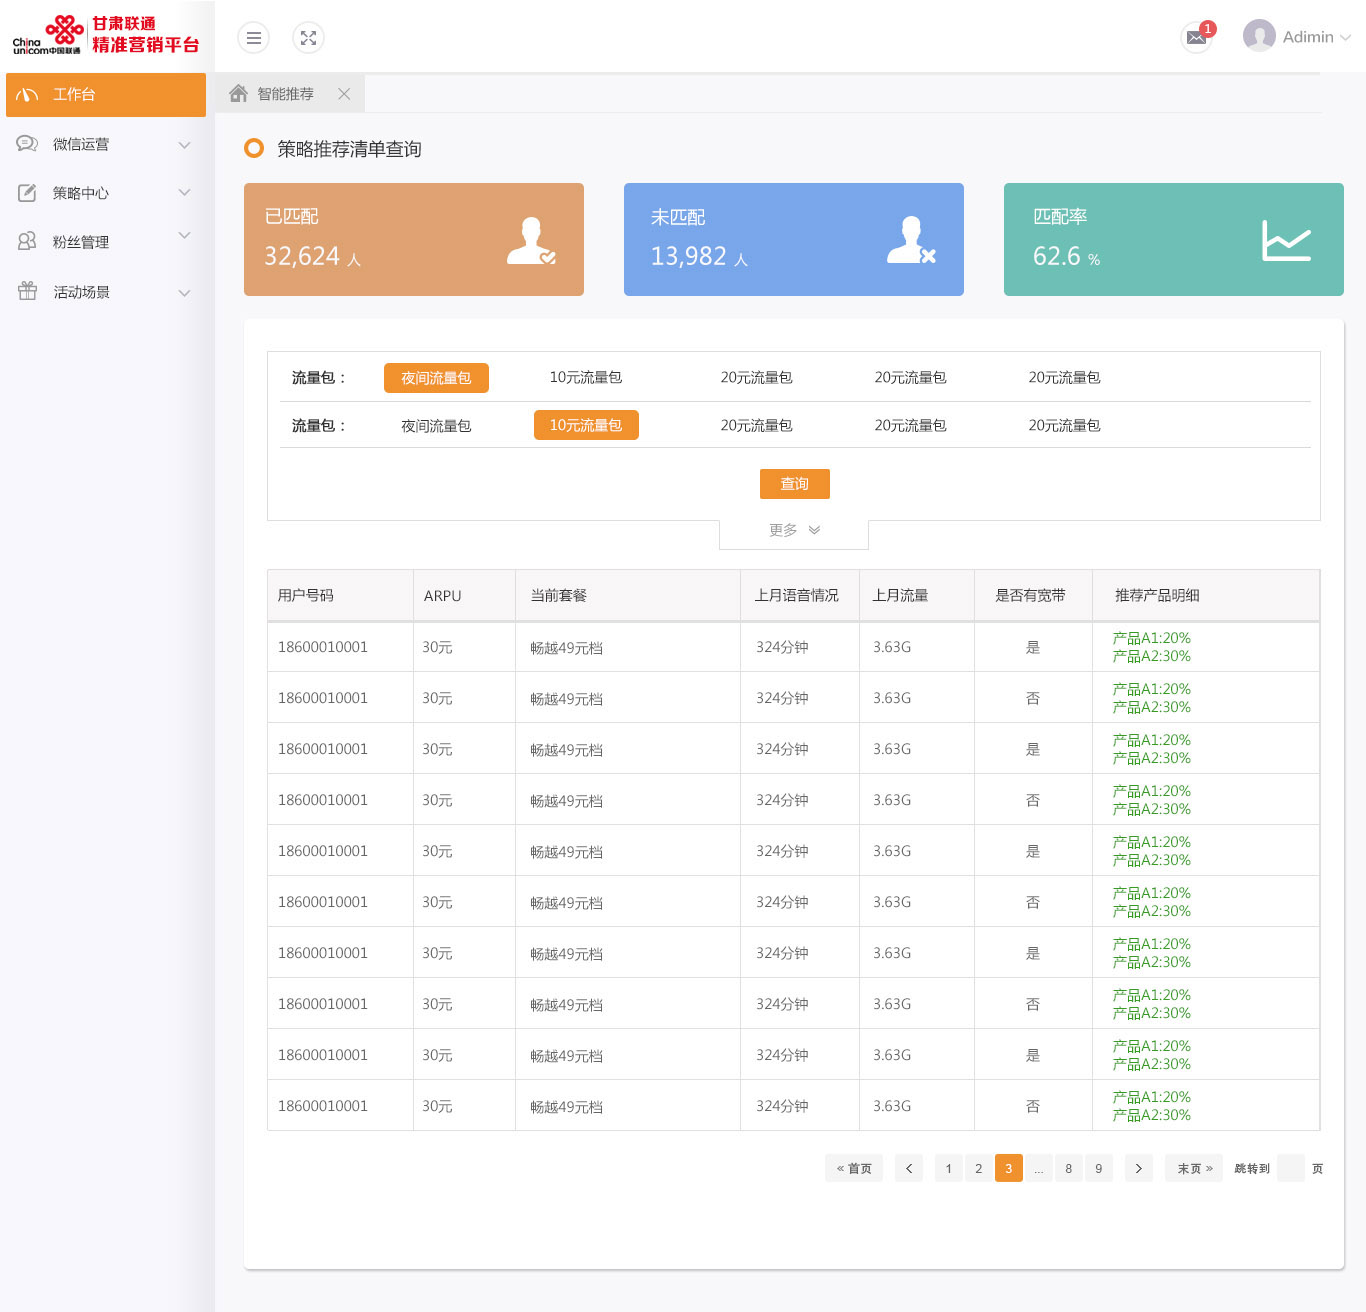 甘肃联通
精准营销平台
China
unicom中国联通
1
Adimin
工作台
微信运营
策略中心
粉丝管理
活动场景
智能推荐
策略推荐清单查询
已匹配
32,624 人
未匹配
13,982 人
匹配率
62.6 %
流量包： 夜间流量包 10元流量包 20元流量包 20元流量包 20元流量包
流量包： 夜间流量包 10元流量包 20元流量包 20元流量包 20元流量包
查询
更多
用户号码 ARPU 当前套餐 上月语音情况 上月流量 是否有宽带 推荐产品明细
18600010001 30元 畅越49元档 324分钟 3.63G 是 产品A1:20%
产品A2:30%
18600010001 30元 畅越49元档 324分钟 3.63G 否 产品A1:20%
产品A2:30%
18600010001 30元 畅越49元档 324分钟 3.63G 是 产品A1:20%
产品A2:30%
18600010001 30元 畅越49元档 324分钟 3.63G 否 产品A1:20%
产品A2:30%
18600010001 30元 畅越49元档 324分钟 3.63G 是 产品A1:20%
产品A2:30%
18600010001 30元 畅越49元档 324分钟 3.63G 否 产品A1:20%
产品A2:30%
18600010001 30元 畅越49元档 324分钟 3.63G 是 产品A1:20%
产品A2:30%
18600010001 30元 畅越49元档 324分钟 3.63G 否 产品A1:20%
产品A2:30%
18600010001 30元 畅越49元档 324分钟 3.63G 是 产品A1:20%
产品A2:30%
18600010001 30元 畅越49元档 324分钟 3.63G 否 产品A1:20%
产品A2:30%
« 首页 < 1 2 3 ... 8 9 > 末页 » 跳转到 页